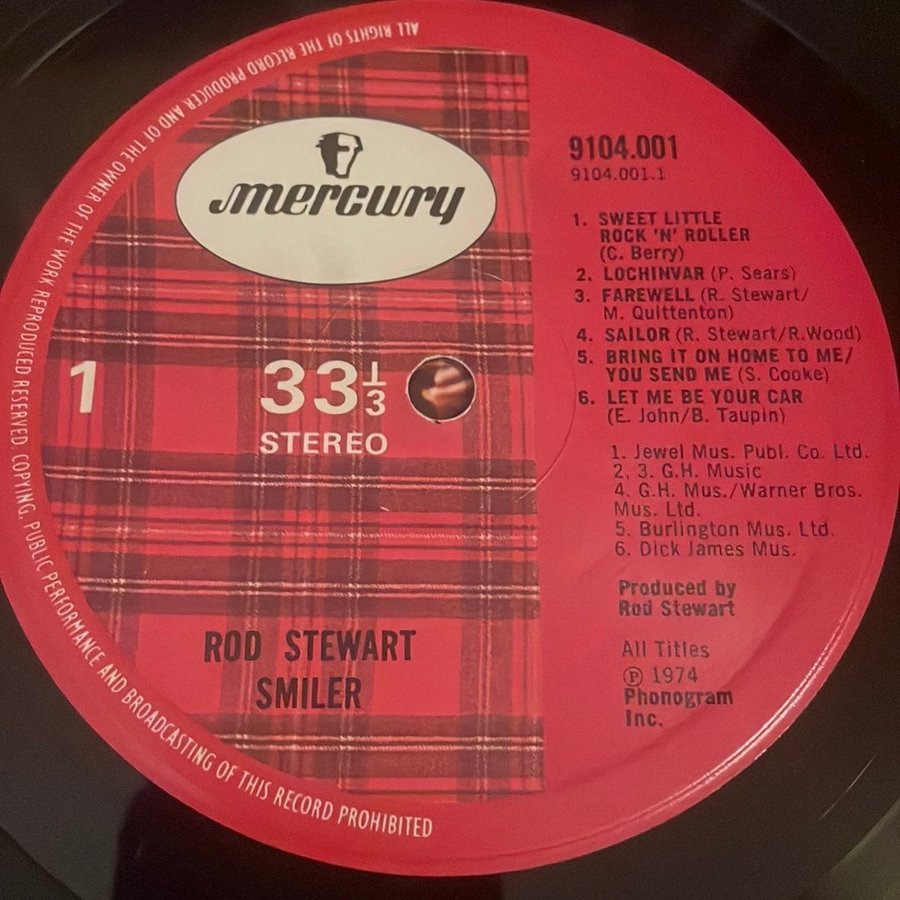 ALL RIGHTS OF THE RECORD PRODUCER AND OF THE OWNER OF THE WORK REPRODUCED RESERVED. COPYING, PUBLIC PERFORMANCE AND BROADCASTING OF THIS RECORD PROHIBITED
mercury
1
33 1/3
STEREO
ROD STEWART
SMILER
9104.001
9104.001.1
1. SWEET LITTLE
ROCK 'N' ROLLER
(C. Berry)
2. LOCHINVAR (P. Sears)
3. FAREWELL (R. Stewart/
M. Quittenton)
4. SAILOR (R. Stewart/R.Wood)
5. BRING IT ON HOME TO ME/
YOU SEND ME (S. Cooke)
6. LET ME BE YOUR CAR
(E. John/B. Taupin)
1. Jewel Mus. Publ. Co. Ltd.
2, 3. G.H. Music
4. G.H. Mus./Warner Bros.
Mus. Ltd.
5. Burlington Mus. Ltd.
6. Dick James Mus.
Produced by
Rod Stewart
All Titles
℗ 1974
Phonogram
Inc.